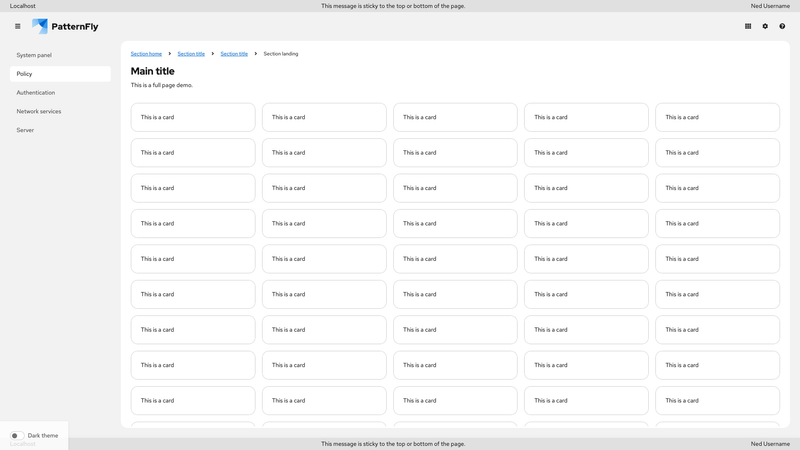 Localhost This message is sticky to the top or bottom of the page. Ned Username
PatternFly
System panel
Policy
Authentication
Network services
Server
Section home Section title Section title Section landing
Main title
This is a full page demo.
This is a card This is a card This is a card This is a card This is a card
This is a card This is a card This is a card This is a card This is a card
This is a card This is a card This is a card This is a card This is a card
This is a card This is a card This is a card This is a card This is a card
This is a card This is a card This is a card This is a card This is a card
This is a card This is a card This is a card This is a card This is a card
This is a card This is a card This is a card This is a card This is a card
This is a card This is a card This is a card This is a card This is a card
This is a card This is a card This is a card This is a card This is a card
Dark theme
Localhost This message is sticky to the top or bottom of the page. Ned Username